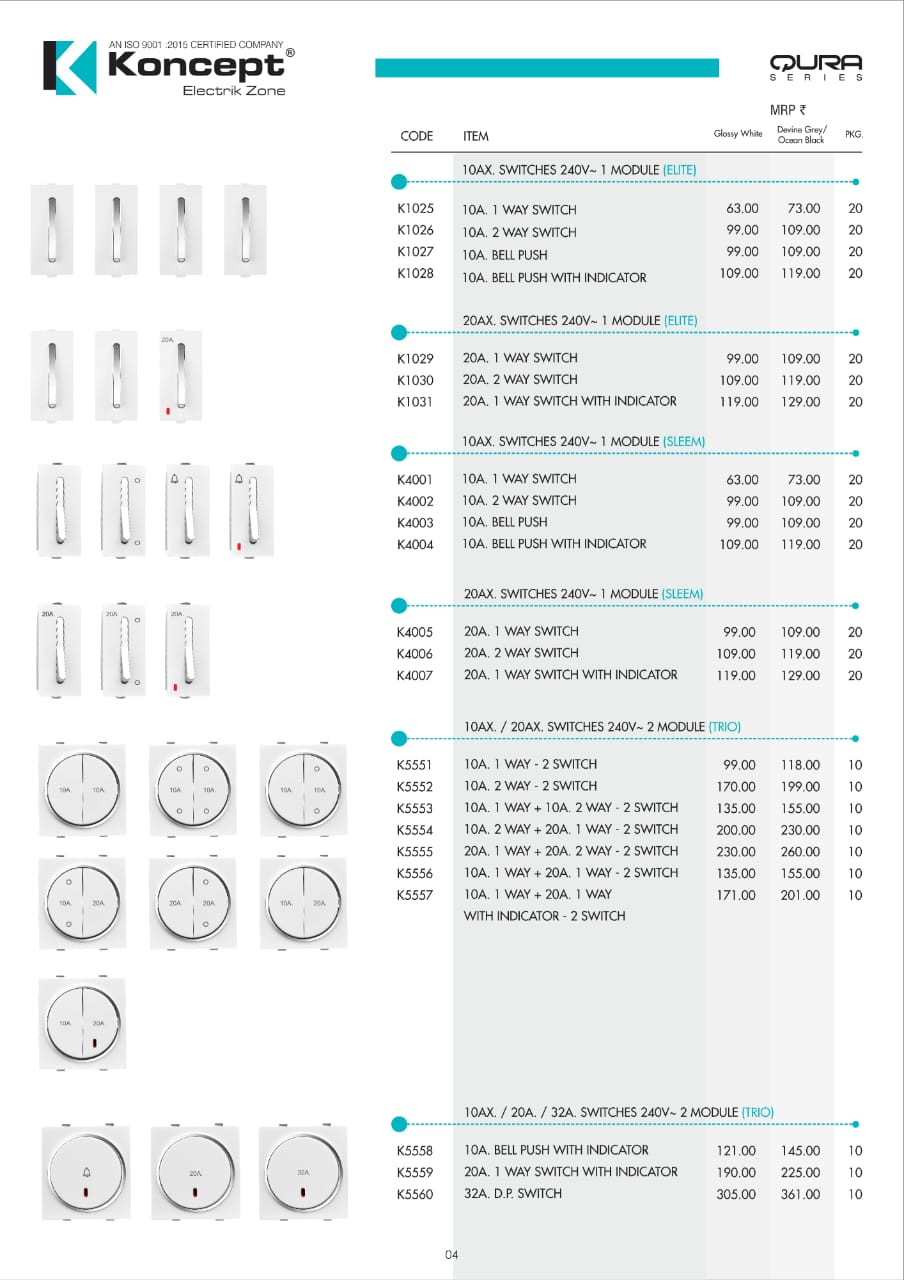 AN ISO 9001 :2015 CERTIFIED COMPANY
Koncept®
Electrik Zone
QURA
SERIES
MRP ₹
CODE ITEM Glossy White Devine Grey/ Ocean Black PKG.
10AX. SWITCHES 240V~ 1 MODULE (ELITE)
K1025 10A. 1 WAY SWITCH 63.00 73.00 20
K1026 10A. 2 WAY SWITCH 99.00 109.00 20
K1027 10A. BELL PUSH 99.00 109.00 20
K1028 10A. BELL PUSH WITH INDICATOR 109.00 119.00 20
20AX. SWITCHES 240V~ 1 MODULE (ELITE)
20A.
K1029 20A. 1 WAY SWITCH 99.00 109.00 20
K1030 20A. 2 WAY SWITCH 109.00 119.00 20
K1031 20A. 1 WAY SWITCH WITH INDICATOR 119.00 129.00 20
10AX. SWITCHES 240V~ 1 MODULE (SLEEM)
K4001 10A. 1 WAY SWITCH 63.00 73.00 20
K4002 10A. 2 WAY SWITCH 99.00 109.00 20
K4003 10A. BELL PUSH 99.00 109.00 20
K4004 10A. BELL PUSH WITH INDICATOR 109.00 119.00 20
20AX. SWITCHES 240V~ 1 MODULE (SLEEM)
20A. 20A. 20A.
K4005 20A. 1 WAY SWITCH 99.00 109.00 20
K4006 20A. 2 WAY SWITCH 109.00 119.00 20
K4007 20A. 1 WAY SWITCH WITH INDICATOR 119.00 129.00 20
10AX. / 20AX. SWITCHES 240V~ 2 MODULE (TRIO)
K5551 10A. 1 WAY - 2 SWITCH 99.00 118.00 10
K5552 10A. 2 WAY - 2 SWITCH 170.00 199.00 10
K5553 10A. 1 WAY + 10A. 2 WAY - 2 SWITCH 135.00 155.00 10
K5554 10A. 2 WAY + 20A. 1 WAY - 2 SWITCH 200.00 230.00 10
K5555 20A. 1 WAY + 20A. 2 WAY - 2 SWITCH 230.00 260.00 10
K5556 10A. 1 WAY + 20A. 1 WAY - 2 SWITCH 135.00 155.00 10
K5557 10A. 1 WAY + 20A. 1 WAY 171.00 201.00 10
WITH INDICATOR - 2 SWITCH
10A. 10A. 10A. 10A. 10A. 10A.
10A. 20A. 20A. 20A. 10A. 20A.
10A. 20A.
10AX. / 20A. / 32A. SWITCHES 240V~ 2 MODULE (TRIO)
K5558 10A. BELL PUSH WITH INDICATOR 121.00 145.00 10
K5559 20A. 1 WAY SWITCH WITH INDICATOR 190.00 225.00 10
K5560 32A. D.P. SWITCH 305.00 361.00 10
20A. 32A.
04